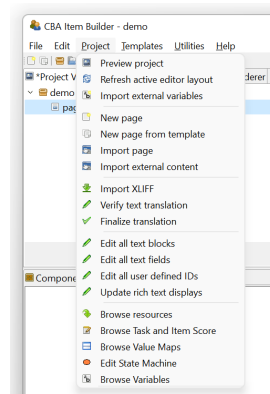 CBA Item Builder - demo
File Edit Project Templates Utilities Help
*Project V
derer
demo
pag
Preview project
Refresh active editor layout
Import external variables
New page
New page from template
Import page
Import external content
Import XLIFF
Verify text translation
Finalize translation
Edit all text blocks
Edit all text fields
Edit all user defined IDs
Update rich text displays
Compone
Browse resources
Browse Task and Item Score
Browse Value Maps
Edit State Machine
Browse Variables